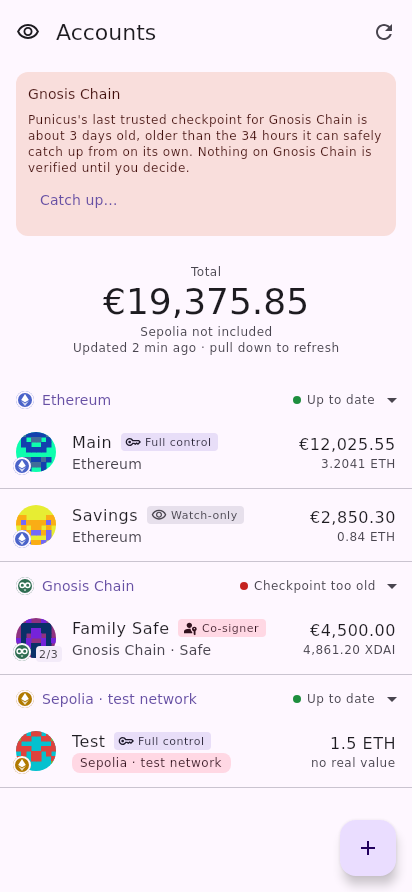 Accounts
Gnosis Chain
Punicus's last trusted checkpoint for Gnosis Chain is
about 3 days old, older than the 34 hours it can safely
catch up from on its own. Nothing on Gnosis Chain is
verified until you decide.
Catch up...
Total
€19,375.85
Sepolia not included
Updated 2 min ago · pull down to refresh
Ethereum Up to date
Main Full control €12,025.55
Ethereum 3.2041 ETH
Savings Watch-only €2,850.30
Ethereum 0.84 ETH
Gnosis Chain Checkpoint too old
Family Safe Co-signer €4,500.00
2/3 Gnosis Chain · Safe 4,861.20 XDAI
Sepolia · test network Up to date
Test Full control 1.5 ETH
Sepolia · test network no real value
+